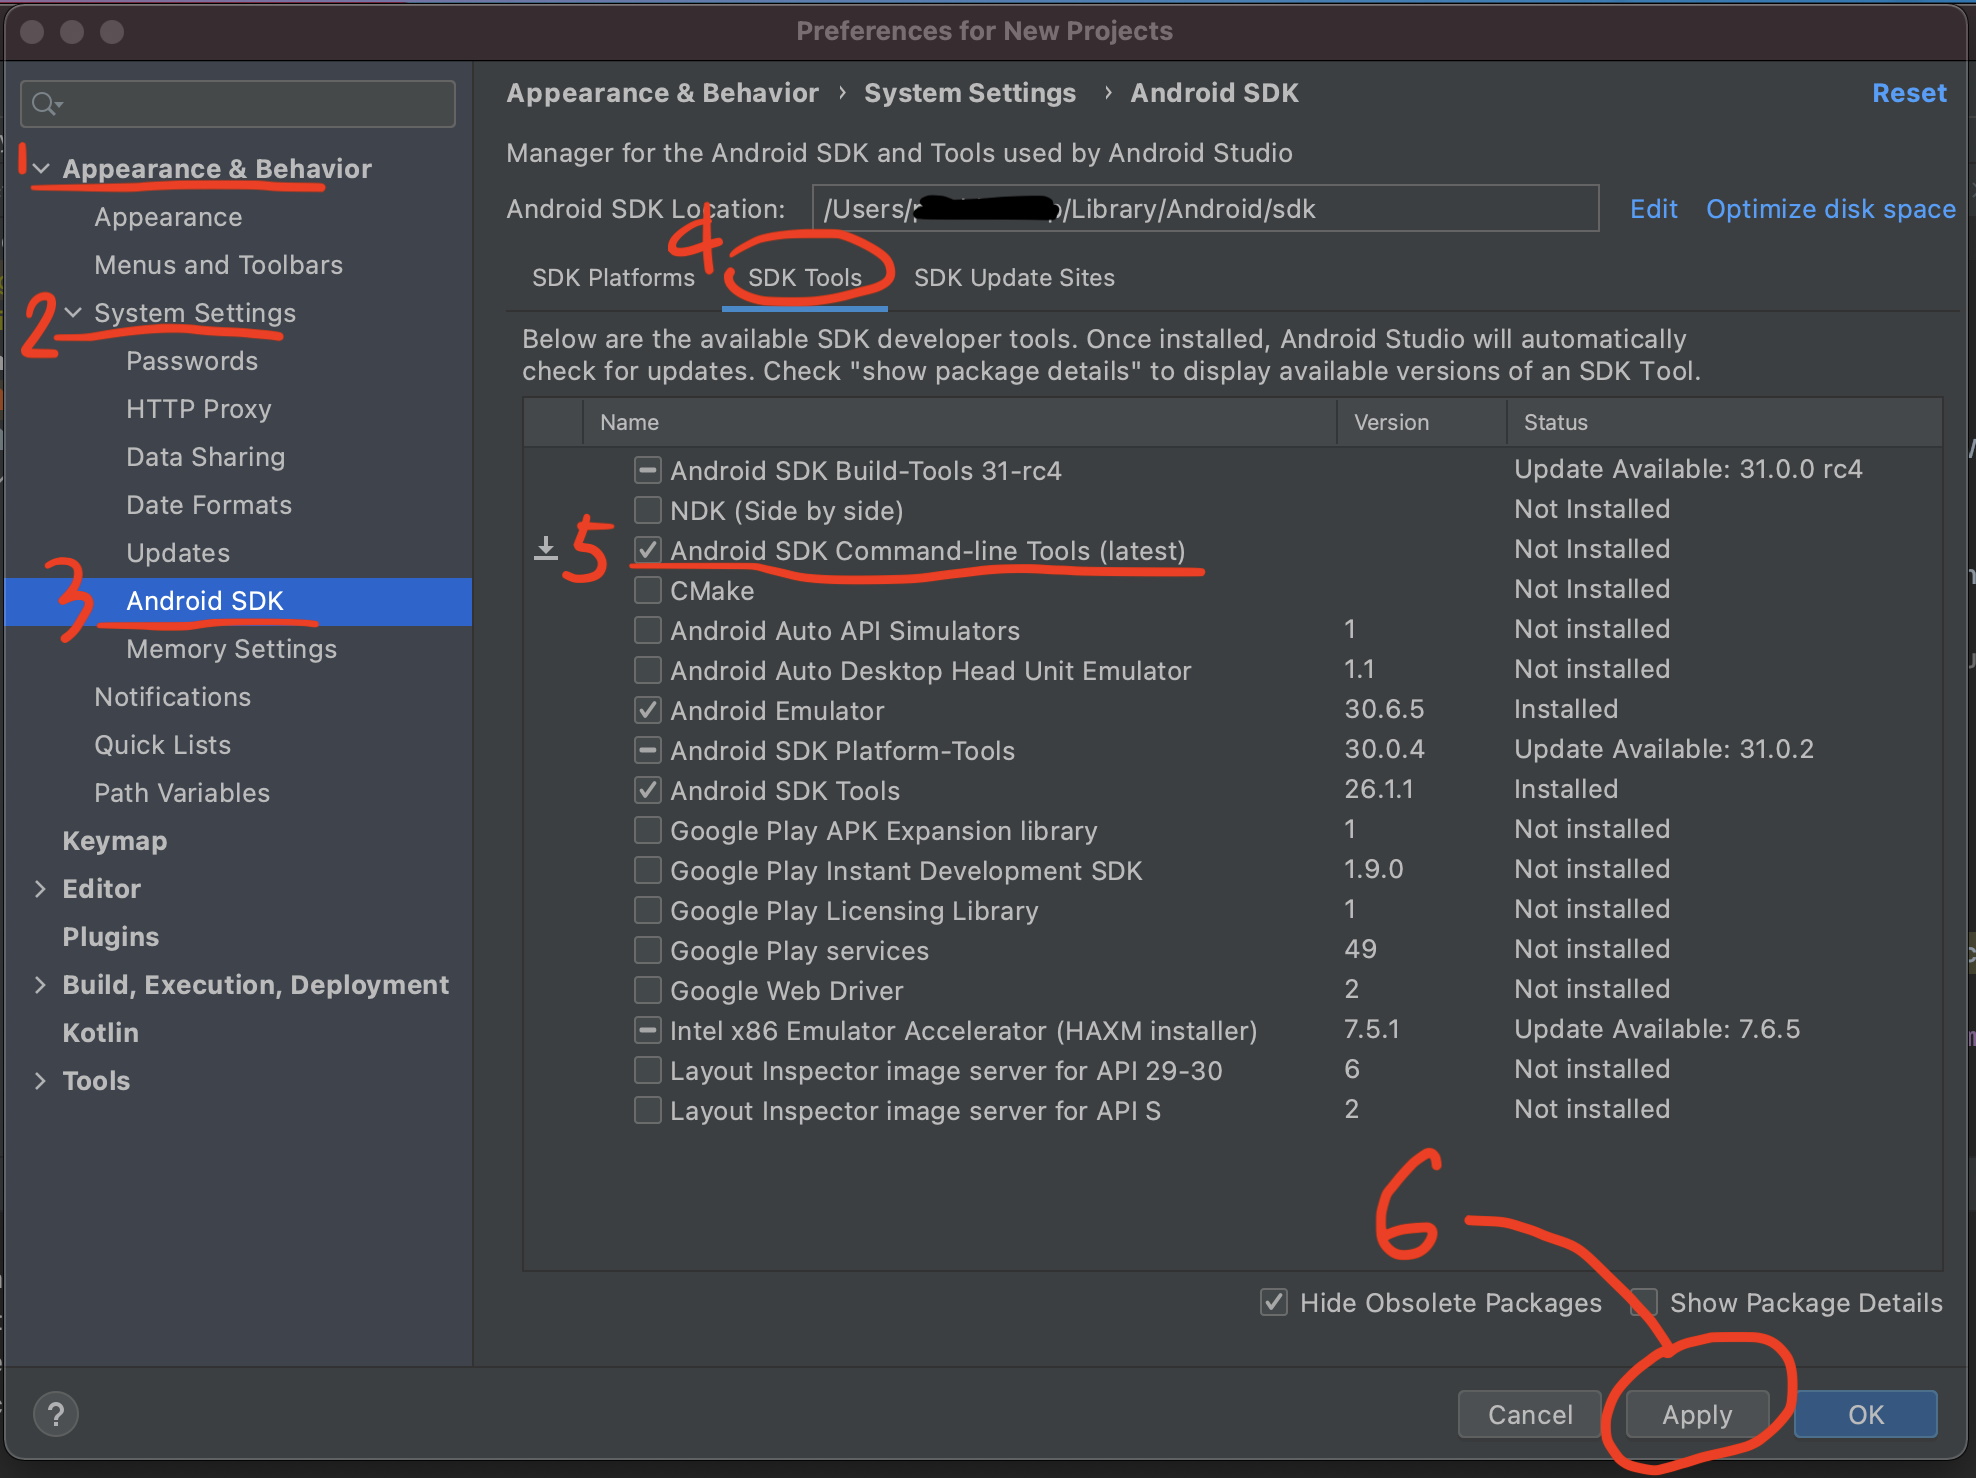 Preferences for New Projects
1
Appearance & Behavior
Appearance
Menus and Toolbars
2
System Settings
Passwords
HTTP Proxy
Data Sharing
Date Formats
Updates
3
Android SDK
Memory Settings
Notifications
Quick Lists
Path Variables
Keymap
Editor
Plugins
Build, Execution, Deployment
Kotlin
Tools
Appearance & Behavior › System Settings › Android SDK
Reset
Manager for the Android SDK and Tools used by Android Studio
Android SDK Location: /Users/ /Library/Android/sdk Edit Optimize disk space
4
SDK Platforms SDK Tools SDK Update Sites
Below are the available SDK developer tools. Once installed, Android Studio will automatically
check for updates. Check "show package details" to display available versions of an SDK Tool.
Name Version Status
Android SDK Build-Tools 31-rc4 Update Available: 31.0.0 rc4
NDK (Side by side) Not Installed
5 Android SDK Command-line Tools (latest) Not Installed
CMake Not Installed
Android Auto API Simulators 1 Not installed
Android Auto Desktop Head Unit Emulator 1.1 Not installed
Android Emulator 30.6.5 Installed
Android SDK Platform-Tools 30.0.4 Update Available: 31.0.2
Android SDK Tools 26.1.1 Installed
Google Play APK Expansion library 1 Not installed
Google Play Instant Development SDK 1.9.0 Not installed
Google Play Licensing Library 1 Not installed
Google Play services 49 Not installed
Google Web Driver 2 Not installed
Intel x86 Emulator Accelerator (HAXM installer) 7.5.1 Update Available: 7.6.5
Layout Inspector image server for API 29-30 6 Not installed
Layout Inspector image server for API S 2 Not installed
6
Hide Obsolete Packages Show Package Details
? Cancel Apply OK